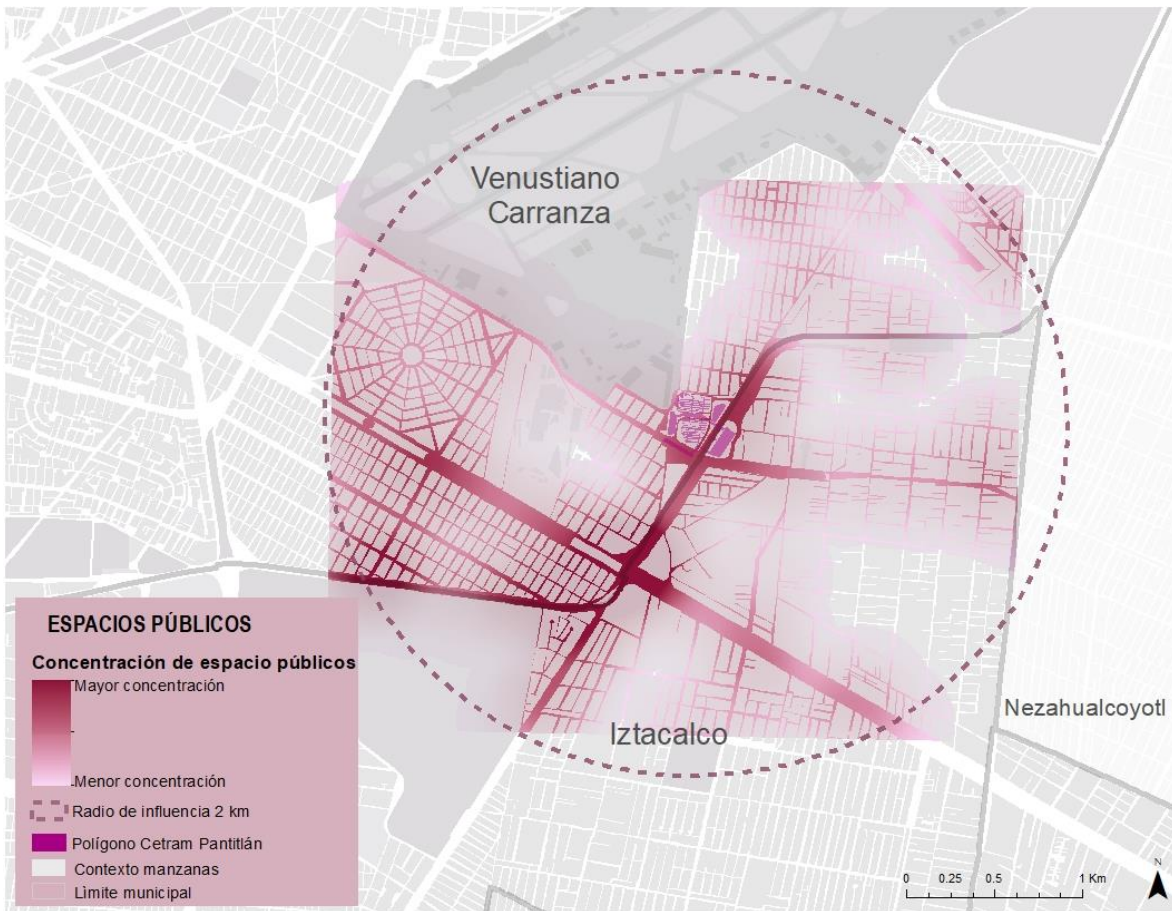 Venustiano
Carranza
Nezahualcoyotl
Iztacalco
ESPACIOS PÚBLICOS
Concentración de espacio públicos
Mayor concentración
Menor concentración
Radio de influencia 2 km
Polígono Cetram Pantitlán
Contexto manzanas
Lìmite municipal
0 0.25 0.5 1 Km
N